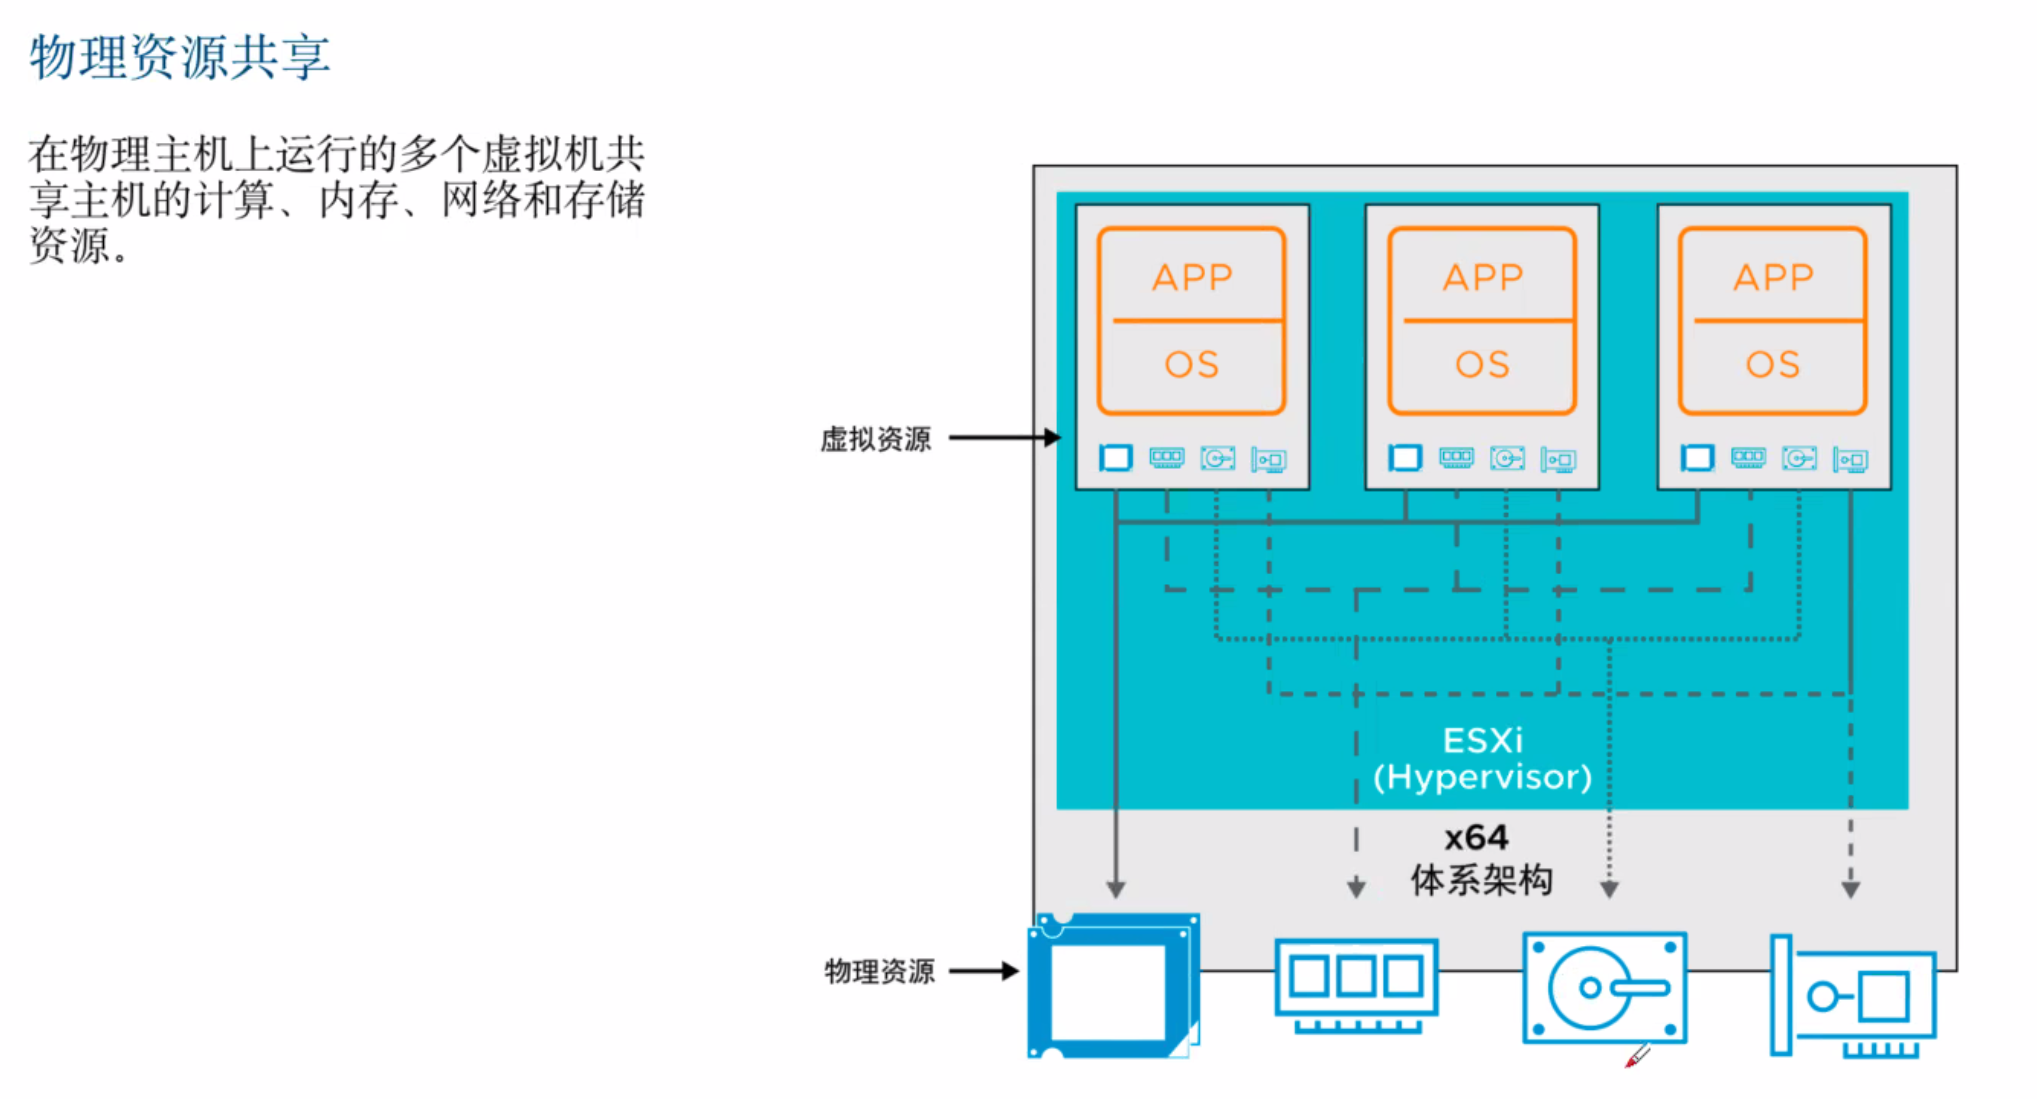 物理资源共享
在物理主机上运行的多个虚拟机共
享主机的计算、内存、网络和存储
资源。
APP
OS
APP
OS
APP
OS
虚拟资源
ESXi
(Hypervisor)
x64
体系架构
物理资源